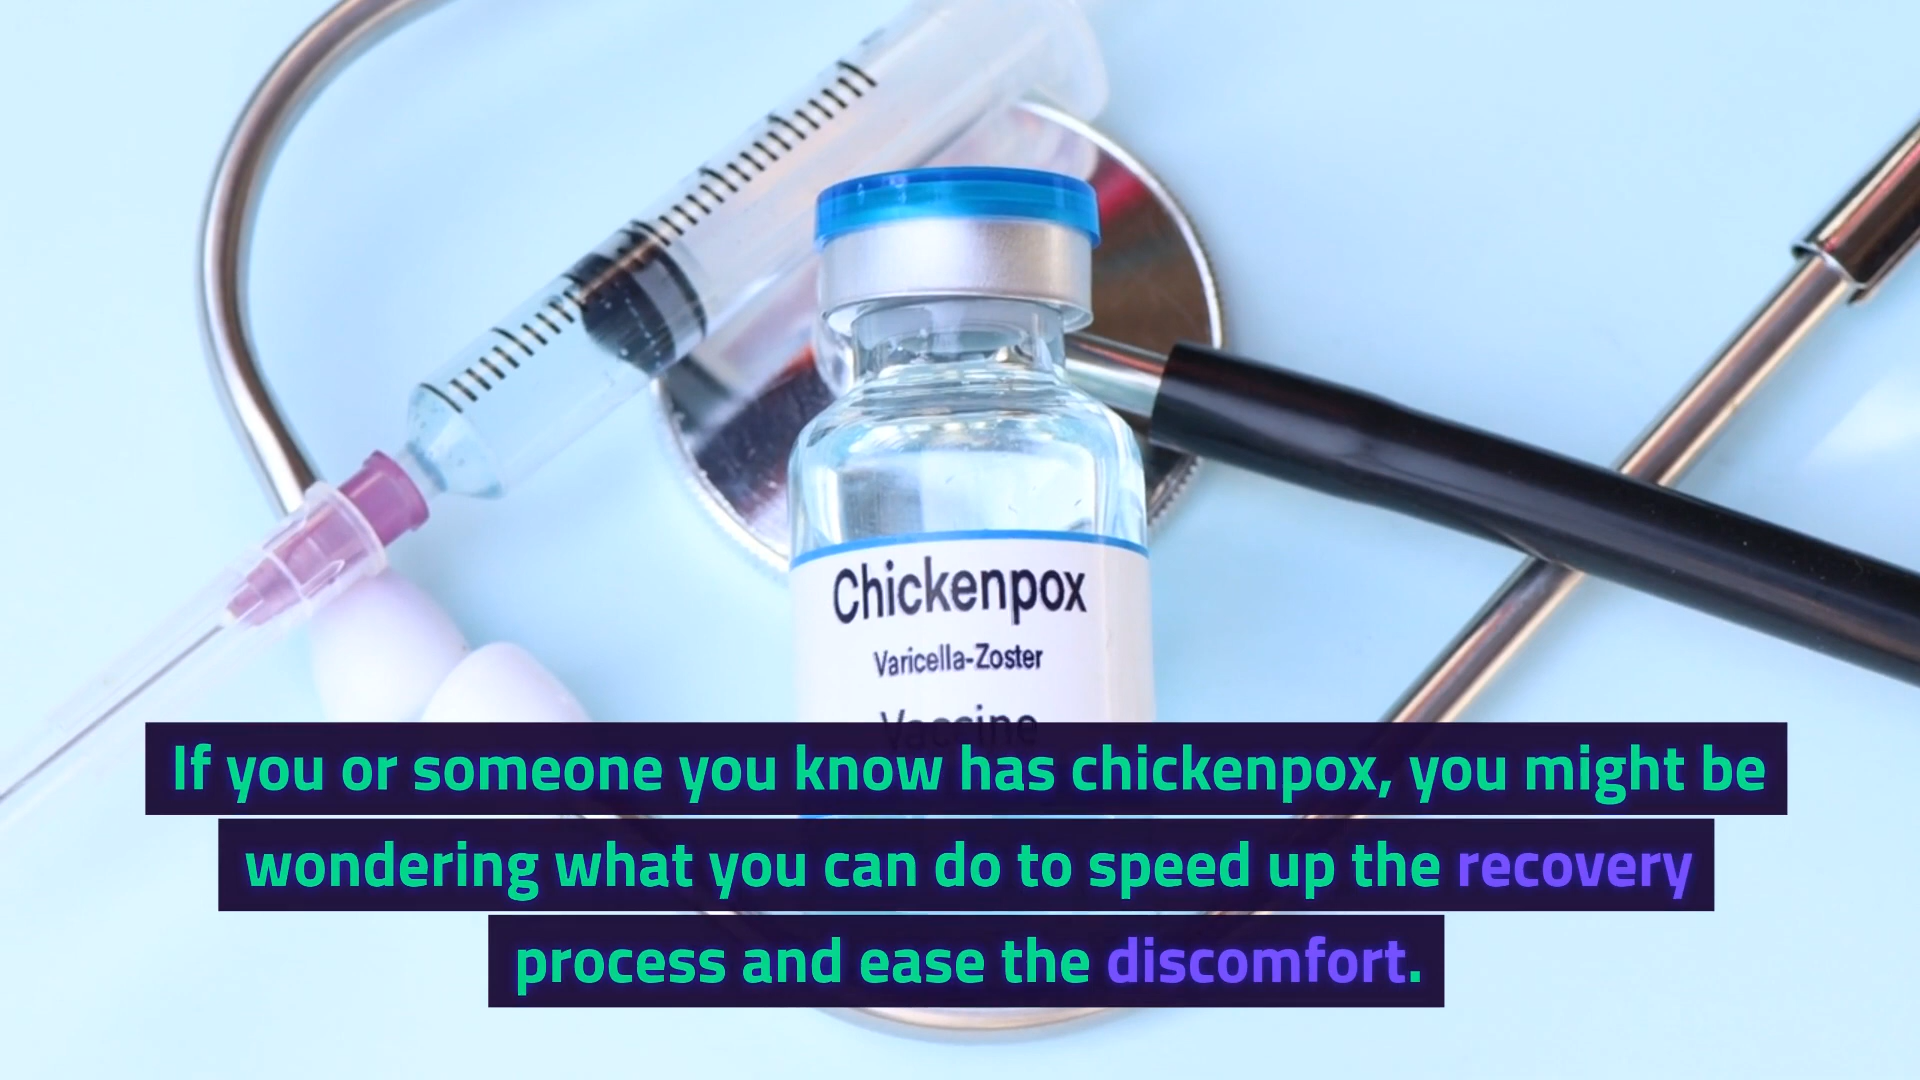 Chickenpox
Varicella-Zoster
Vaccine
If you or someone you know has chickenpox, you might be
wondering what you can do to speed up the recovery
process and ease the discomfort.